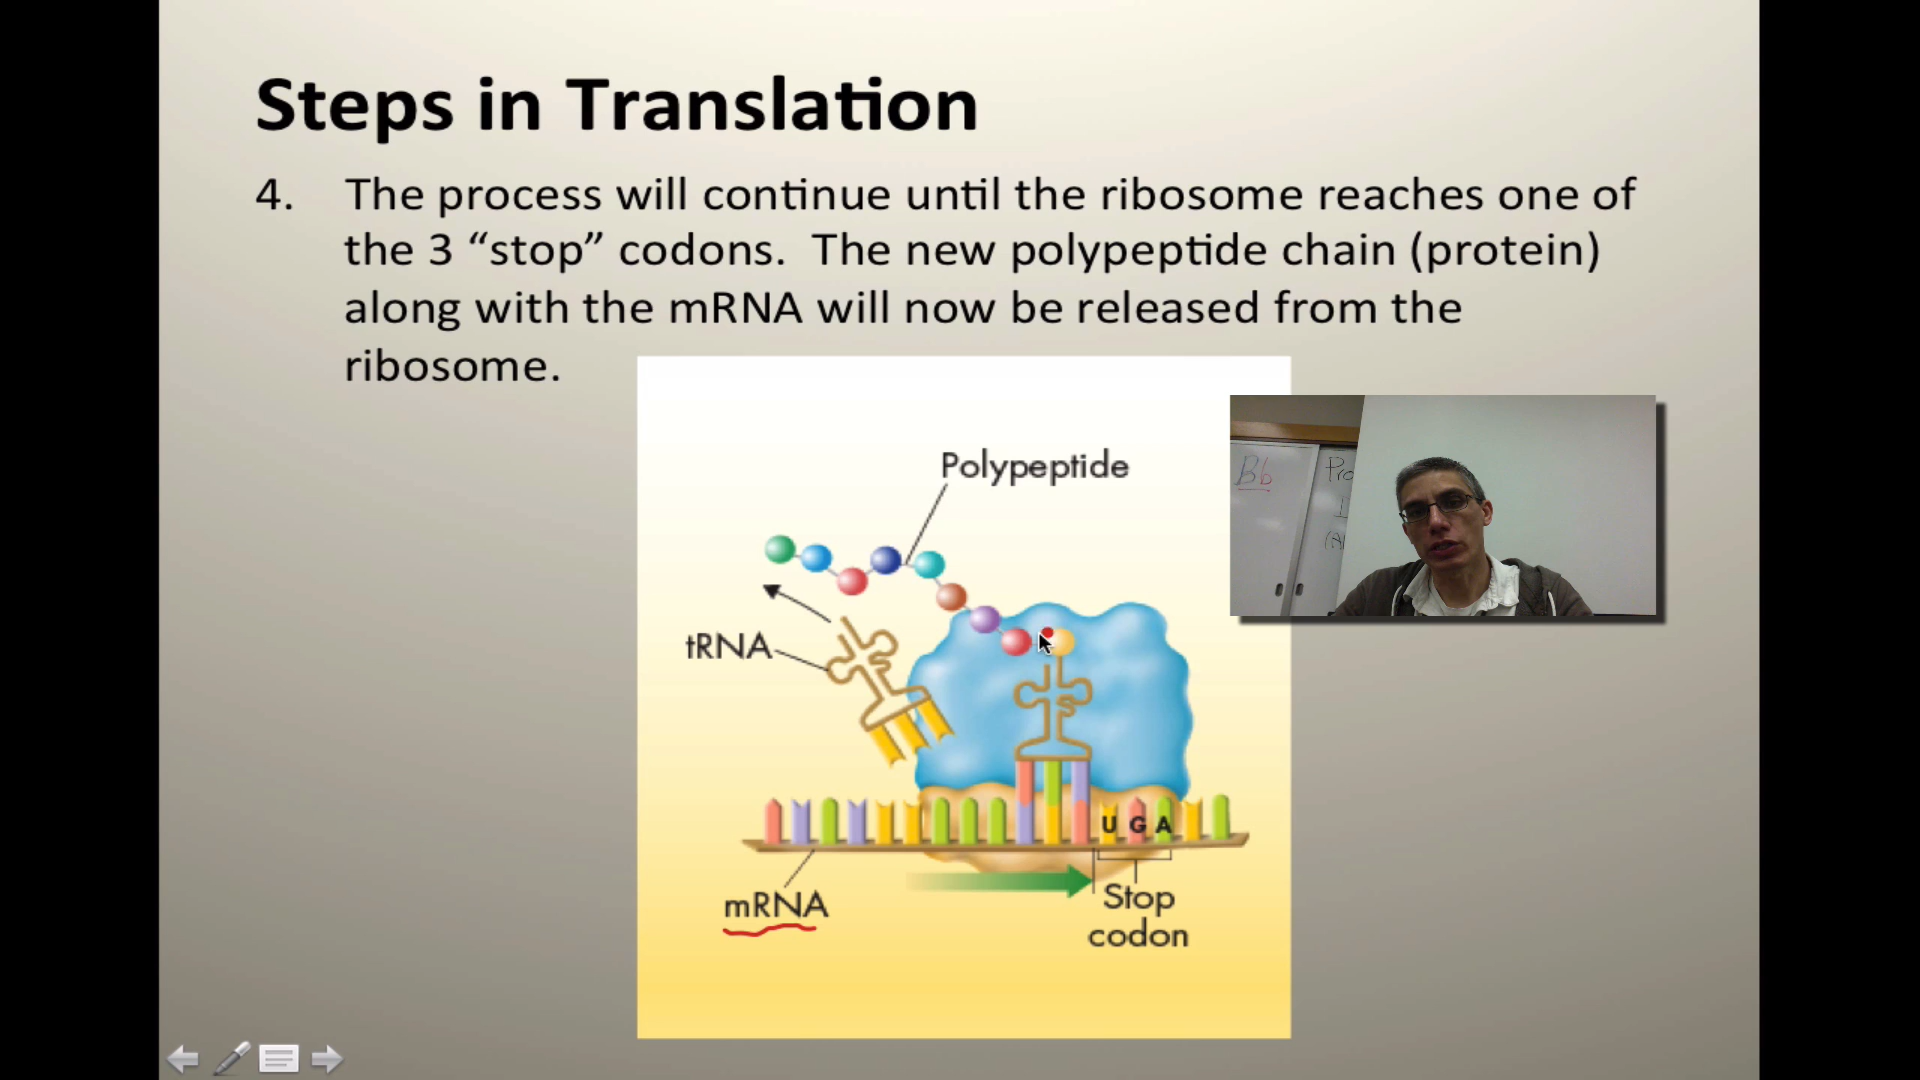 Steps in Translation
4. The process will continue until the ribosome reaches one of
the 3 “stop” codons. The new polypeptide chain (protein)
along with the mRNA will now be released from the
ribosome.
Polypeptide
tRNA
U G A
mRNA
Stop
codon
Bb